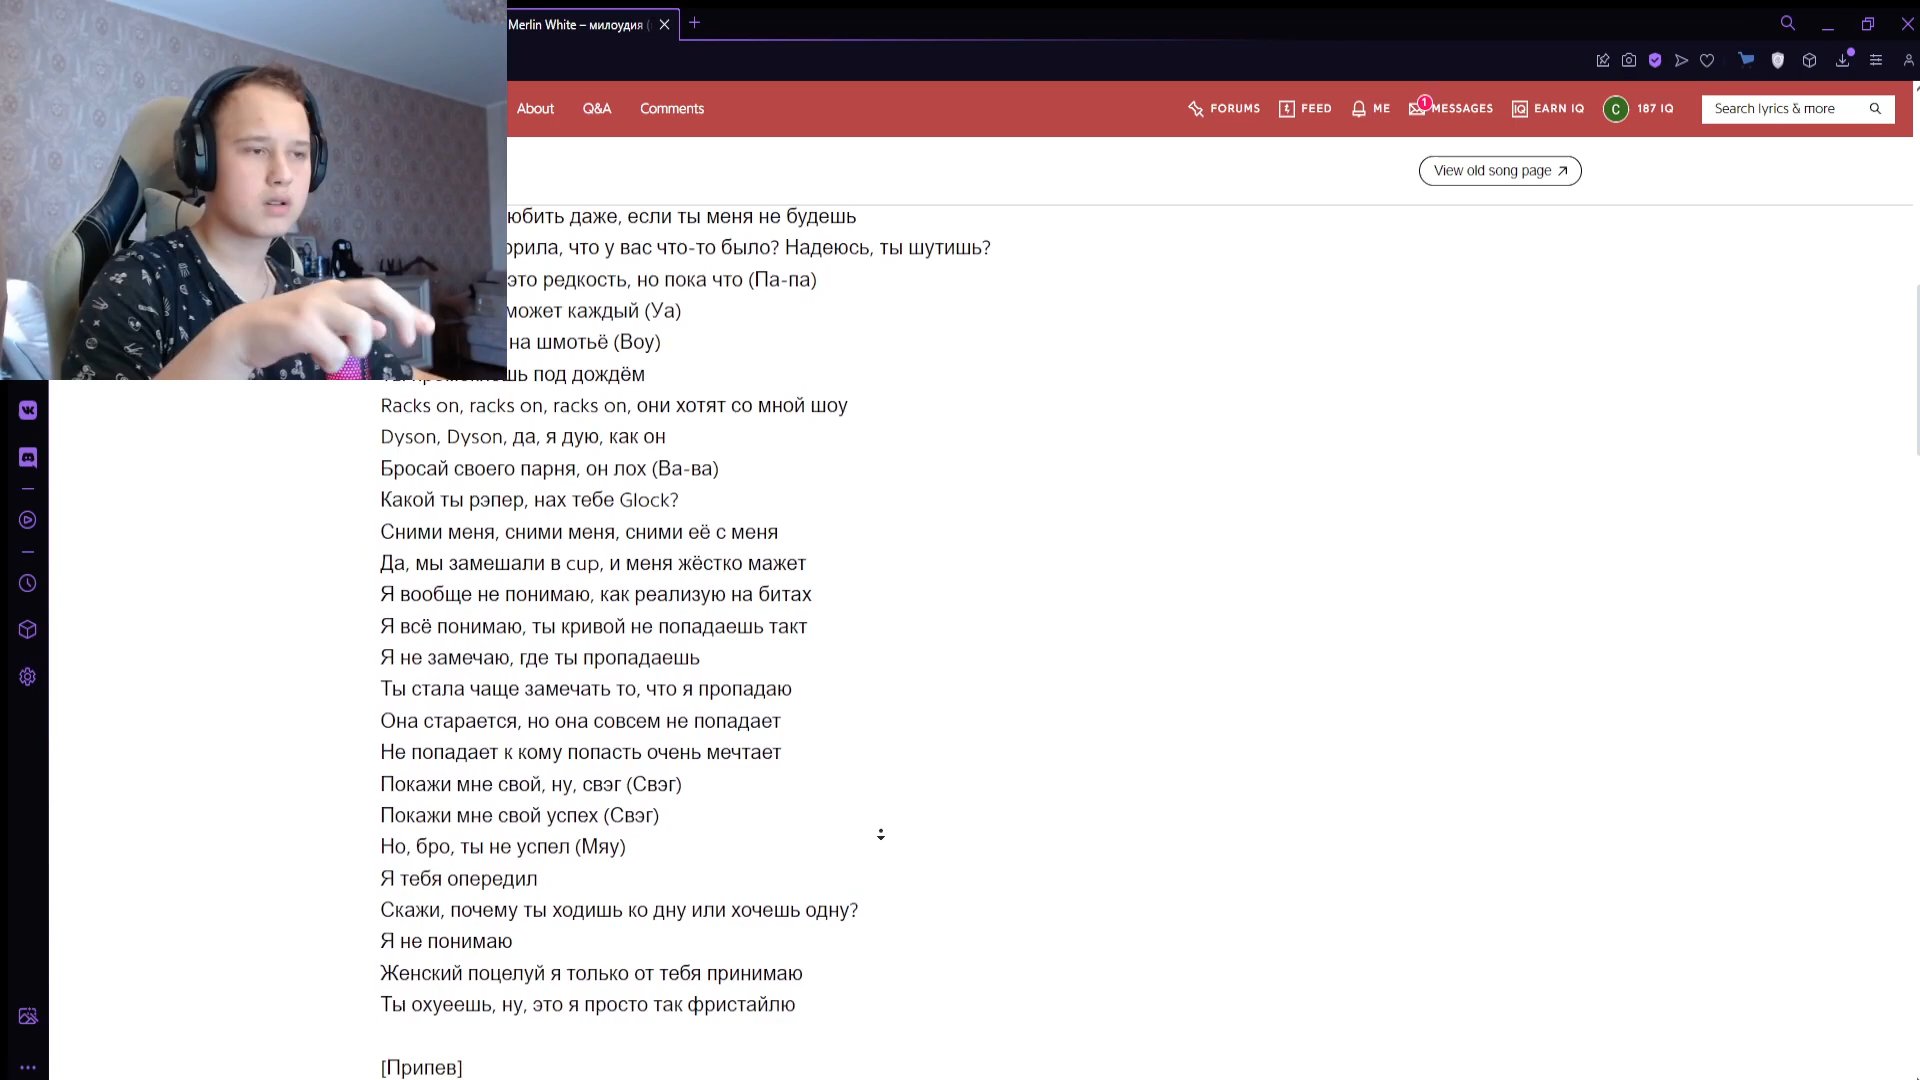 Merlin White – милоудия (
About Q&A Comments
FORUMS FEED ME 1 MESSAGES IQ EARN IQ C 187 IQ Search lyrics & more
View old song page
юбить даже, если ты меня не будешь
орила, что у вас что-то было? Надеюсь, ты шутишь?
это редкость, но пока что (Па-па)
может каждый (Уа)
на шмотьё (Воу)
под дождём
Racks on, racks on, racks on, они хотят со мной шоу
Dyson, Dyson, да, я дую, как он
Бросай своего парня, он лох (Ва-ва)
Какой ты рэпер, нах тебе Glock?
Сними меня, сними меня, сними её с меня
Да, мы замешали в cup, и меня жёстко мажет
Я вообще не понимаю, как реализую на битах
Я всё понимаю, ты кривой не попадаешь такт
Я не замечаю, где ты пропадаешь
Ты стала чаще замечать то, что я пропадаю
Она старается, но она совсем не попадает
Не попадает к кому попасть очень мечтает
Покажи мне свой, ну, свэг (Свэг)
Покажи мне свой успех (Свэг)
Но, бро, ты не успел (Мяу)
Я тебя опередил
Скажи, почему ты ходишь ко дну или хочешь одну?
Я не понимаю
Женский поцелуй я только от тебя принимаю
Ты охуеешь, ну, это я просто так фристайлю
[Припев]